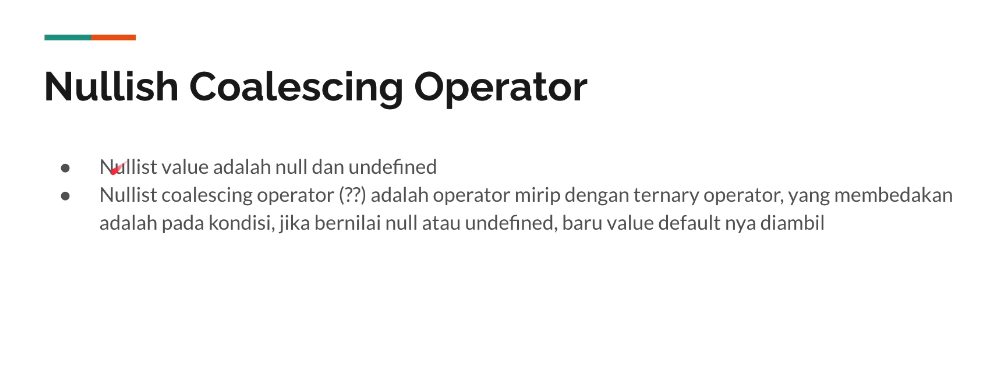 Nullish Coalescing Operator
● Nullist value adalah null dan undefined
● Nullist coalescing operator (??) adalah operator mirip dengan ternary operator, yang membedakan
adalah pada kondisi, jika bernilai null atau undefined, baru value default nya diambil